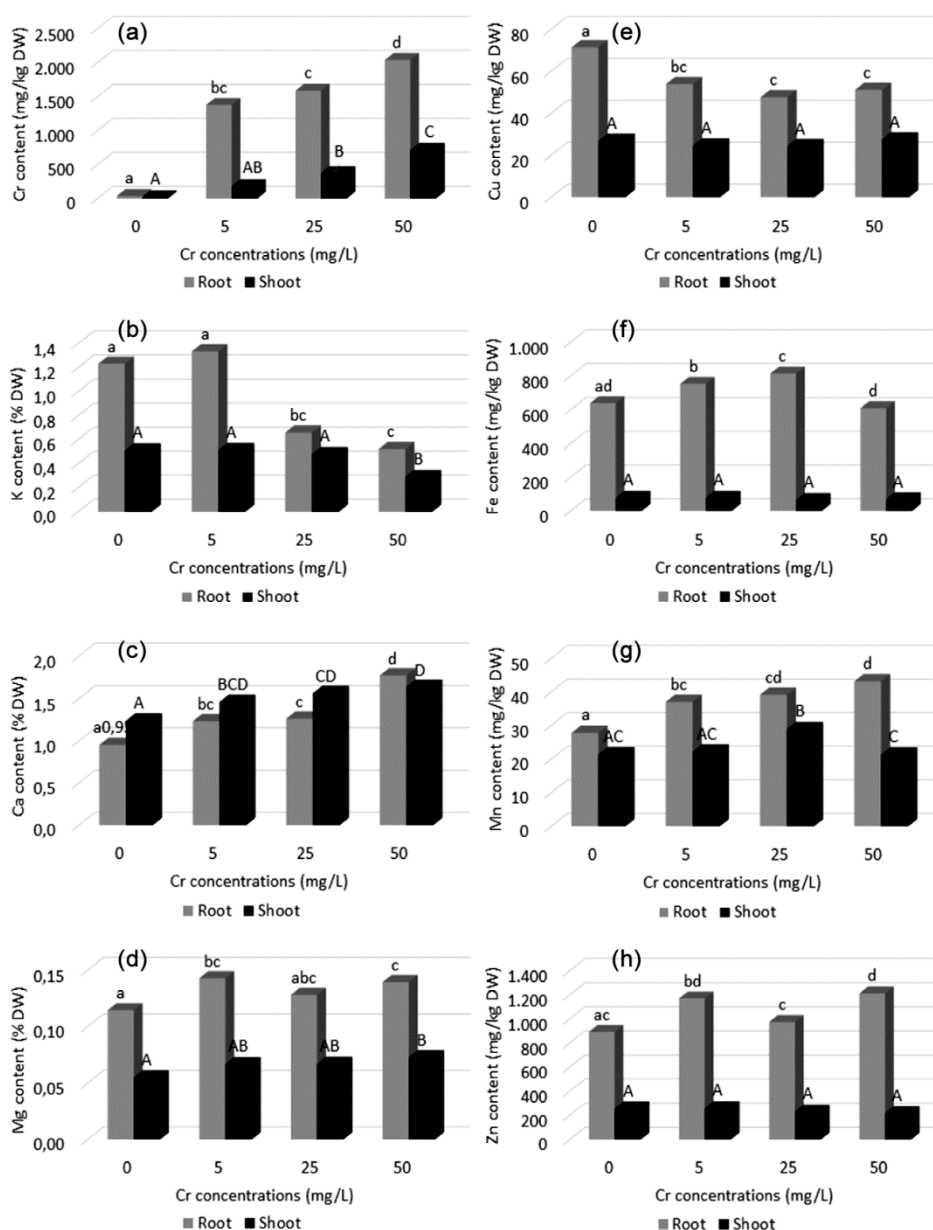 (a)
Cr content (mg/kg DW)
2.500
2.000
1.500
1.000
500
0
a A
bc AB
c B
d C
0 5 25 50
Cr concentrations (mg/L)
Root Shoot
(b)
K content (% DW)
1,4
1,2
1,0
0,8
0,6
0,4
0,2
0,0
a A
a A
bc A
c B
0 5 25 50
Cr concentrations (mg/L)
Root Shoot
(c)
Ca content (% DW)
2,0
1,5
1,0
0,5
0,0
a0,95 A
bc BCD
c CD
d D
0 5 25 50
Cr concentrations (mg/L)
Root Shoot
(d)
Mg content (% DW)
0,15
0,10
0,05
0,00
a A
bc AB
abc AB
c B
0 5 25 50
Cr concentrations (mg/L)
Root Shoot
(e)
Cu content (mg/kg DW)
80
60
40
20
0
a A
bc A
c A
c A
0 5 25 50
Cr concentrations (mg/L)
Root Shoot
(f)
Fe content (mg/kg DW)
1.000
800
600
400
200
0
ad A
b A
c A
d A
0 5 25 50
Cr concentrations (mg/L)
Root Shoot
(g)
Mn content (mg/kg DW)
50
40
30
20
10
0
a AC
bc AC
cd B
d C
0 5 25 50
Cr concentrations (mg/L)
Root Shoot
(h)
Zn content (mg/kg DW)
1.400
1.200
1.000
800
600
400
200
0
ac A
bd A
c A
d A
0 5 25 50
Cr concentrations (mg/L)
Root Shoot